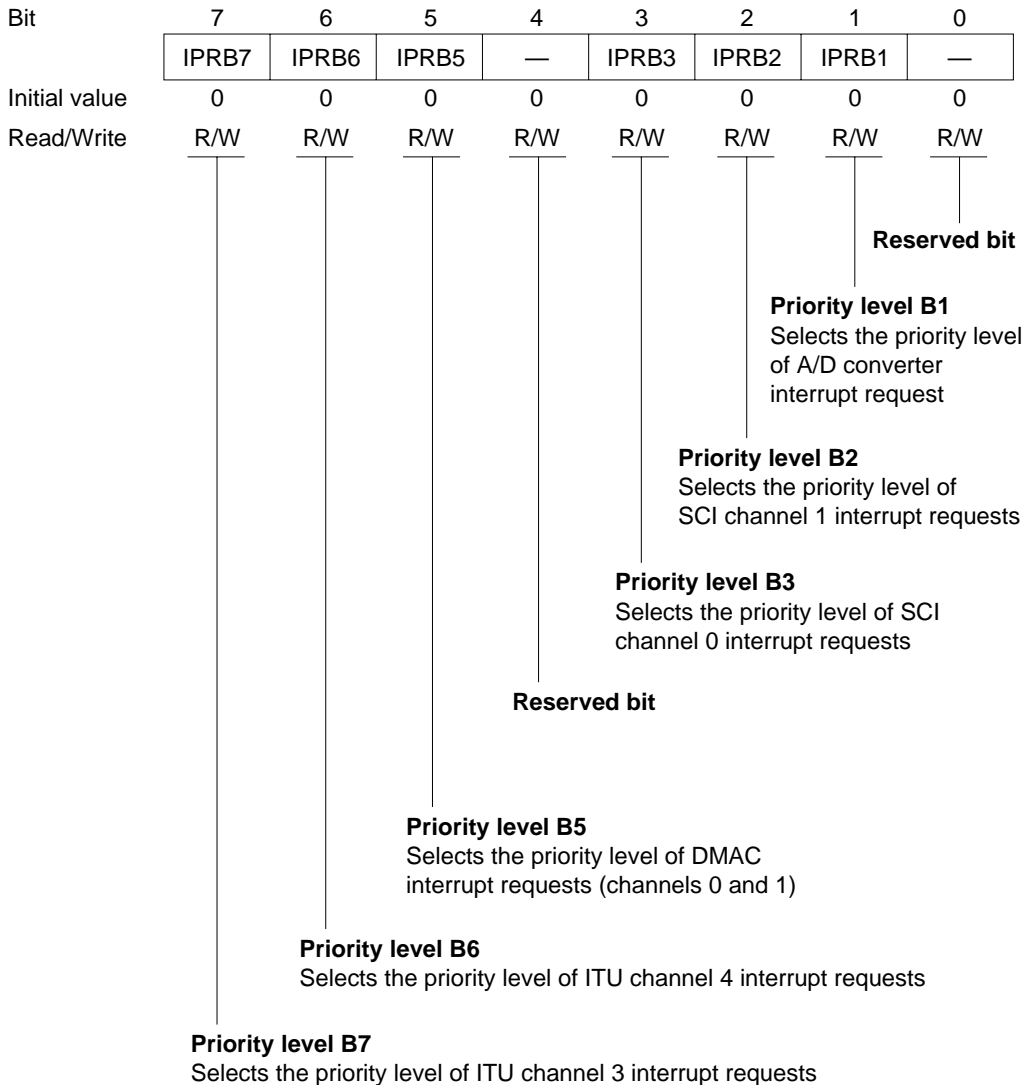 Bit 7 6 5 4 3 2 1 0
IPRB7 IPRB6 IPRB5 — IPRB3 IPRB2 IPRB1 —
Initial value 0 0 0 0 0 0 0 0
Read/Write R/W R/W R/W R/W R/W R/W R/W R/W
Reserved bit
Priority level B1
Selects the priority level
of A/D converter
interrupt request
Priority level B2
Selects the priority level of
SCI channel 1 interrupt requests
Priority level B3
Selects the priority level of SCI
channel 0 interrupt requests
Reserved bit
Priority level B5
Selects the priority level of DMAC
interrupt requests (channels 0 and 1)
Priority level B6
Selects the priority level of ITU channel 4 interrupt requests
Priority level B7
Selects the priority level of ITU channel 3 interrupt requests